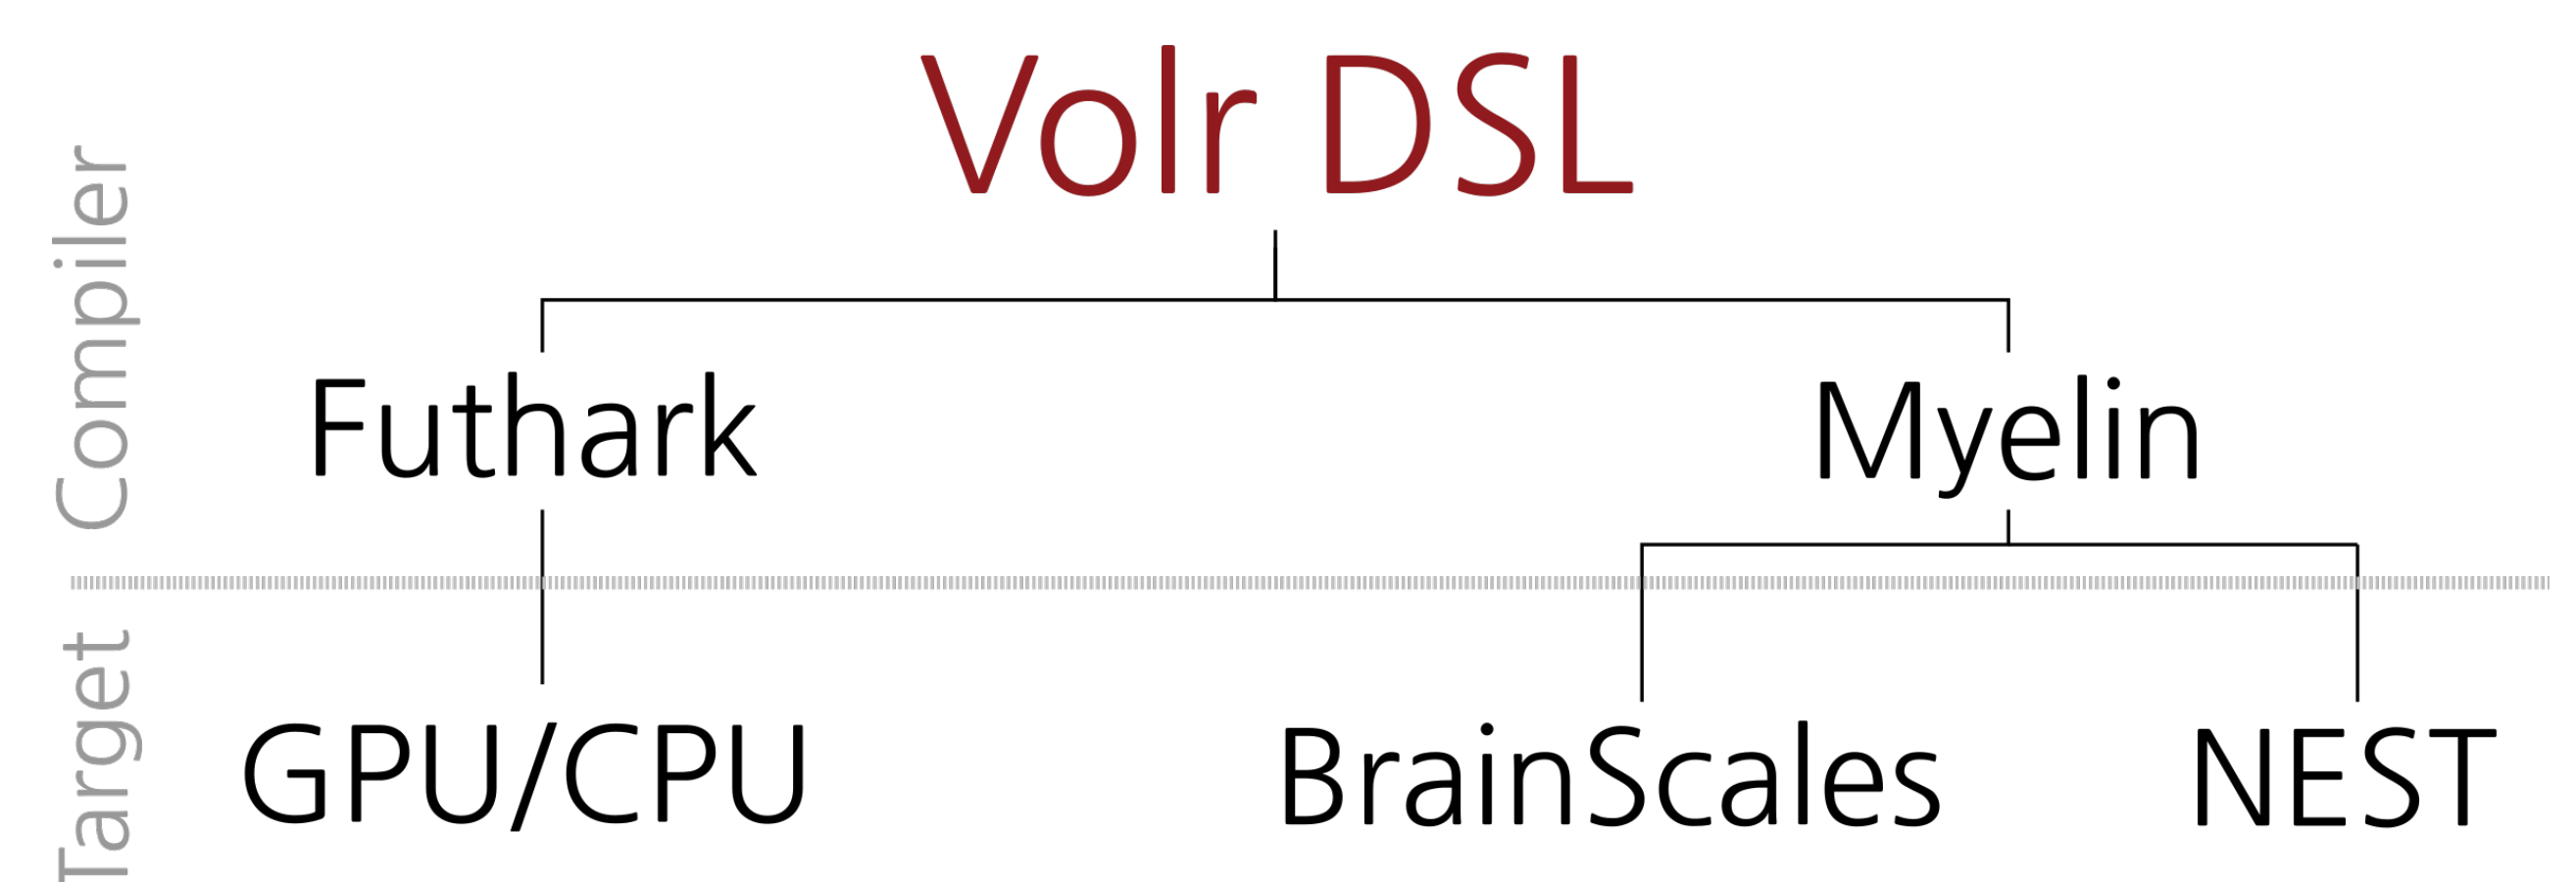 Volr DSL
Compiler
Futhark
Myelin
Target
GPU/CPU
BrainScales
NEST